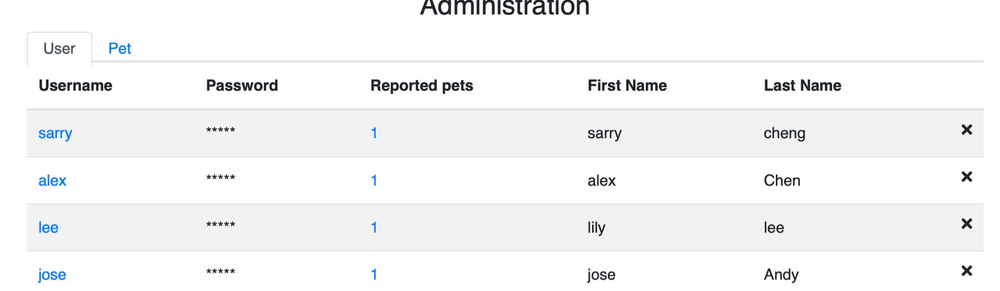 Administration
User Pet
Username Password Reported pets First Name Last Name
sarry ***** 1 sarry cheng
alex ***** 1 alex Chen
lee ***** 1 lily lee
jose ***** 1 jose Andy